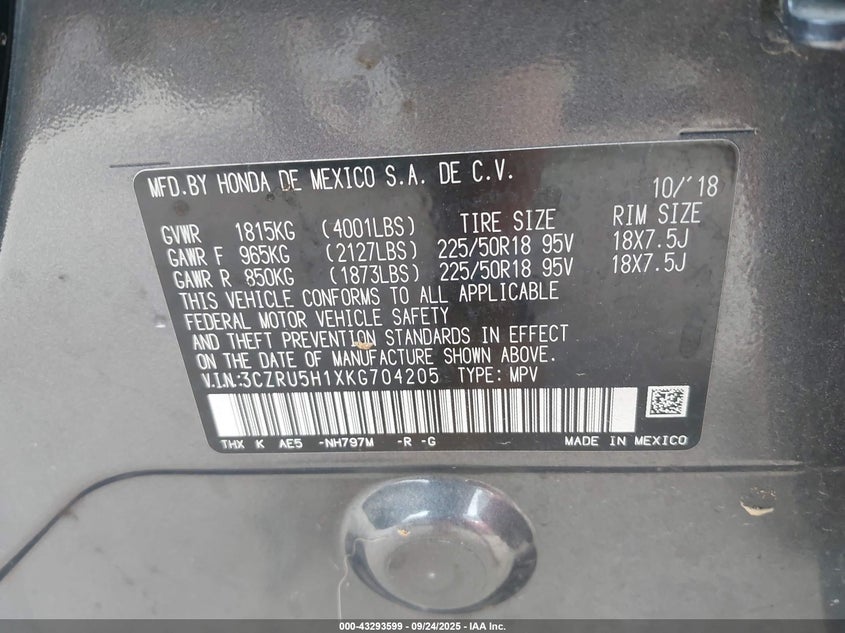 MFD.BY HONDA DE MEXICO S.A. DE C.V.
10/'18
GVWR 1815KG (4001LBS) TIRE SIZE RIM SIZE
GAWR F 965KG (2127LBS) 225/50R18 95V 18X7.5J
GAWR R 850KG (1873LBS) 225/50R18 95V 18X7.5J
THIS VEHICLE CONFORMS TO ALL APPLICABLE
FEDERAL MOTOR VEHICLE SAFETY
AND THEFT PREVENTION STANDARDS IN EFFECT
ON THE DATE OF MANUFACTURE SHOWN ABOVE.
V.I.N.:3CZRU5H1XKG704205 TYPE: MPV
THX K AE5 -NH797M -R -G MADE IN MEXICO
000-43293599 - 09/24/2025 - IAA Inc.